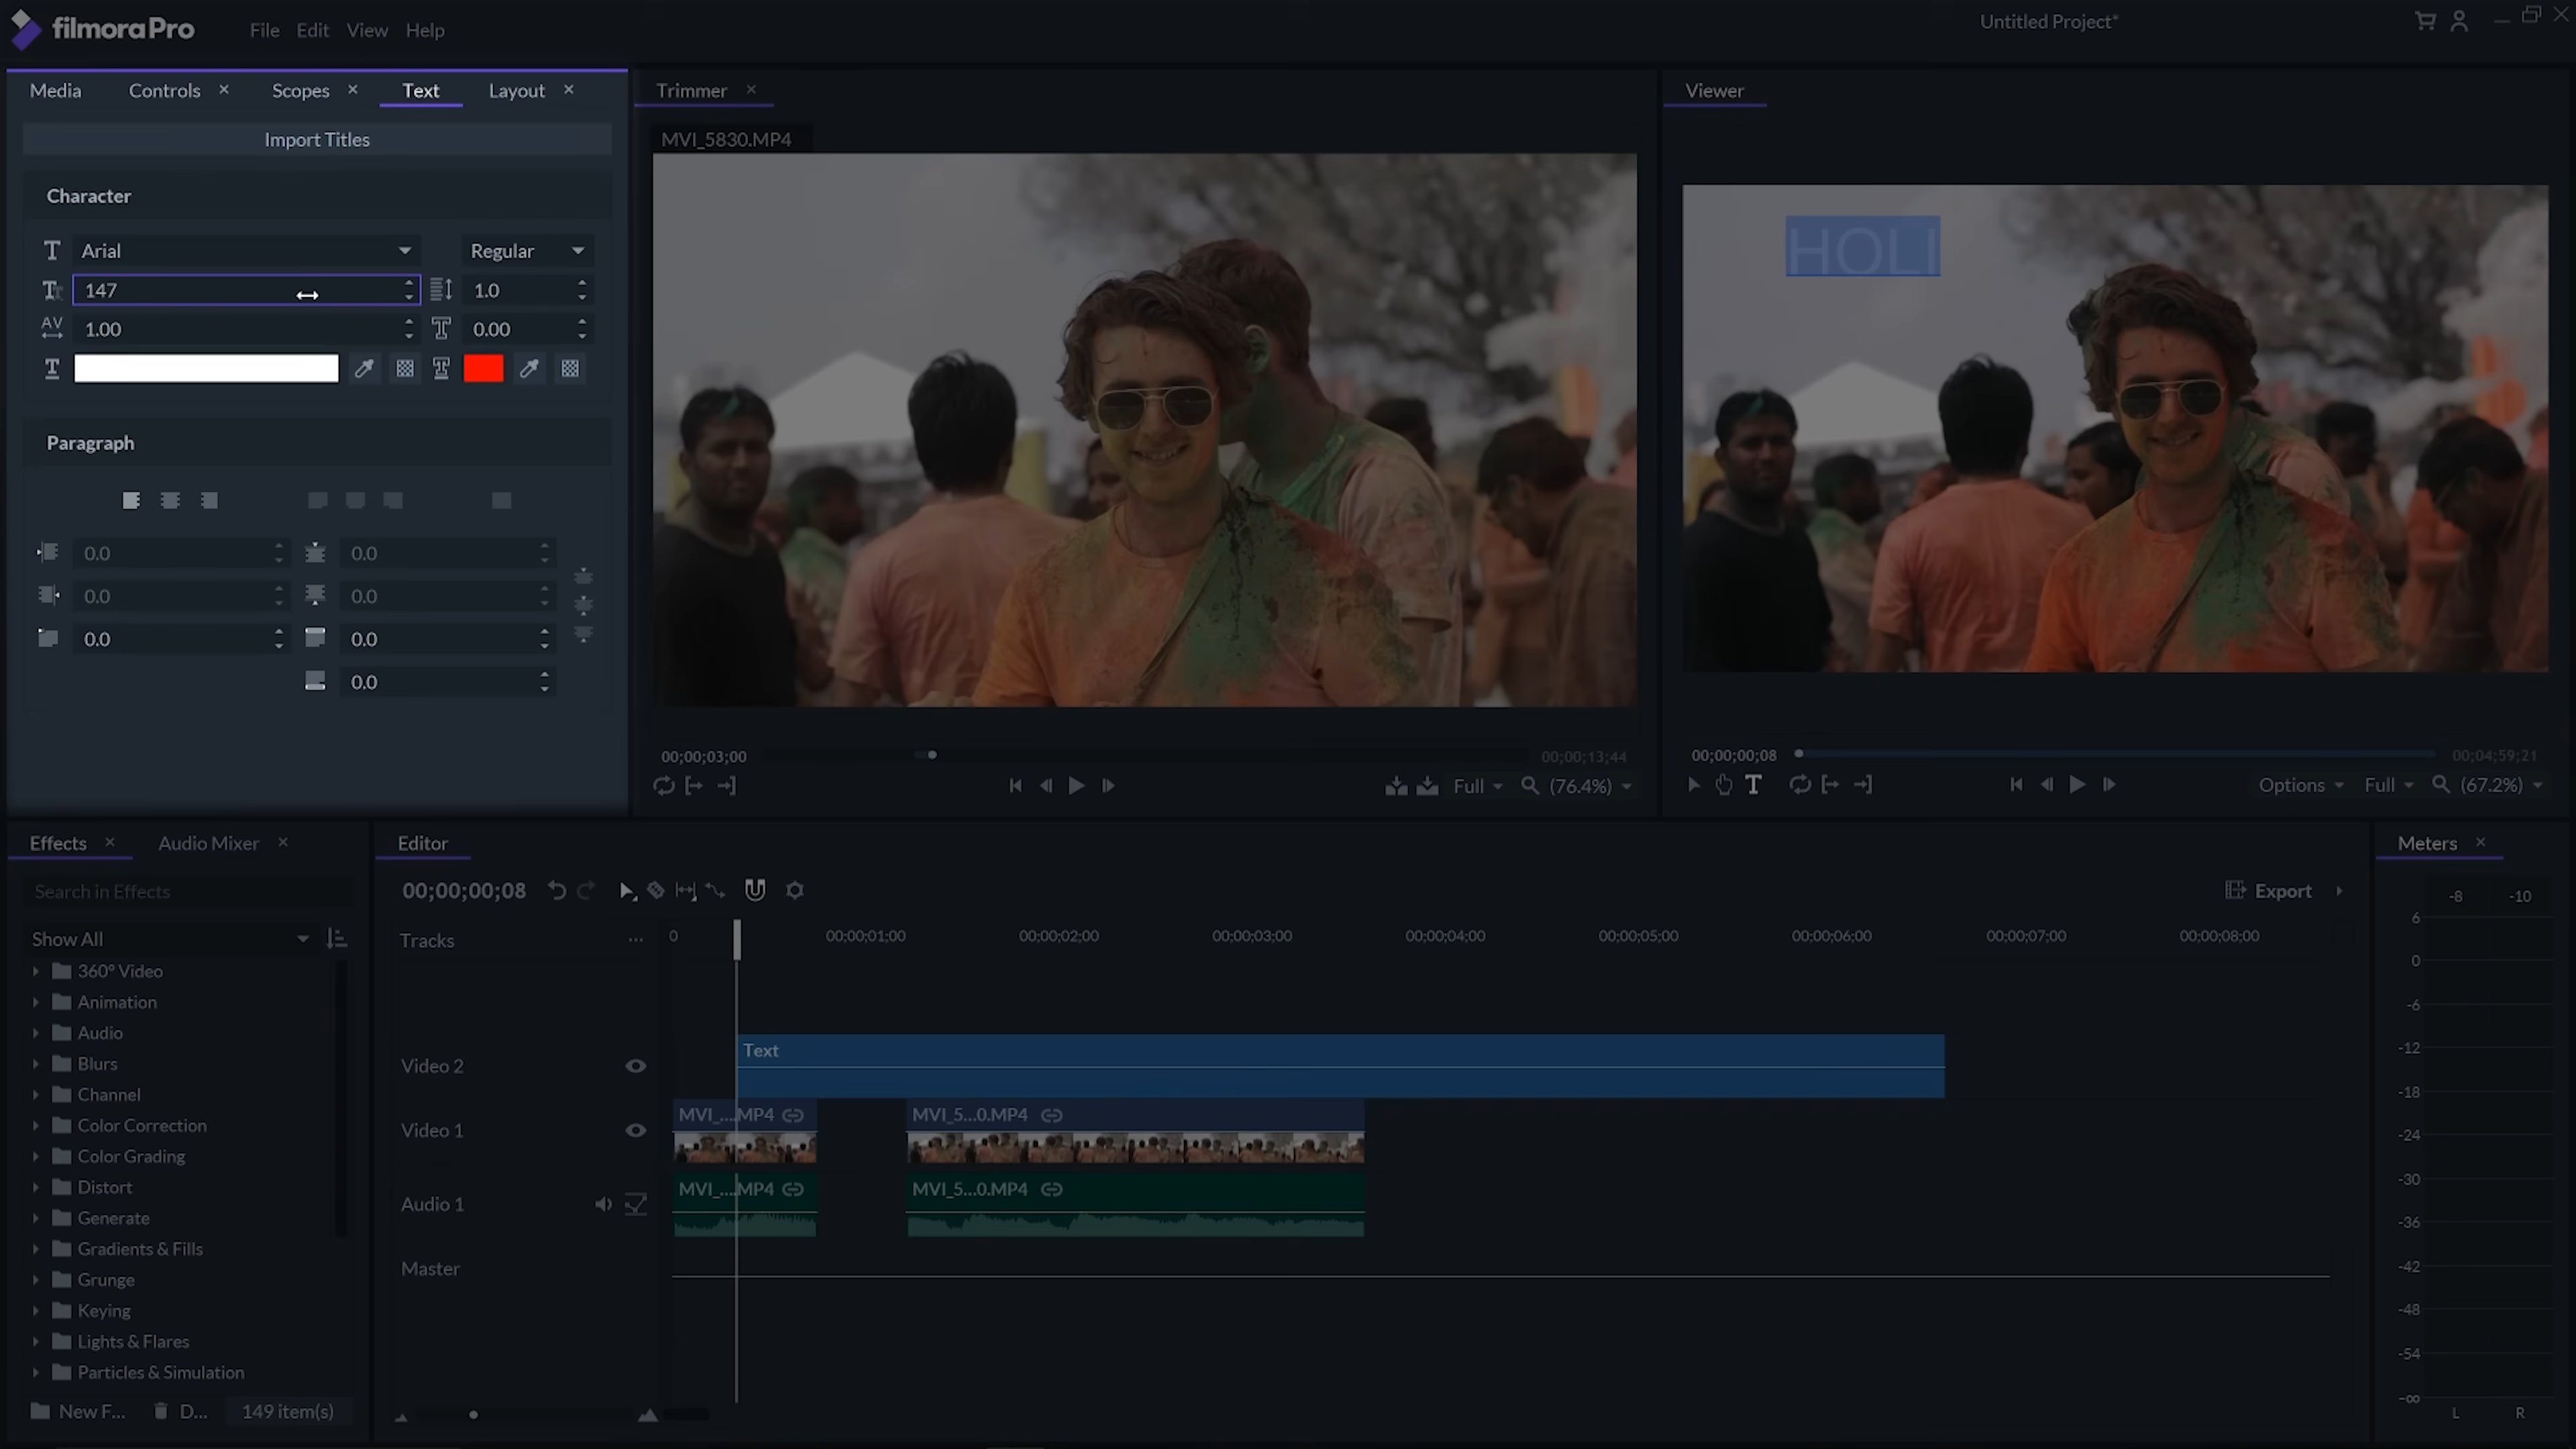 filmoraPro
File Edit View Help
Untitled Project*
Media Controls Scopes Text Layout
Import Titles
Character
Arial Regular
147 1.0
1.00 0.00
Paragraph
0.0 0.0
0.0 0.0
0.0 0.0
0.0
Trimmer
MVI_5830.MP4
00;00;03;00 00;00;13;44
Full (76.4%)
Viewer
HOLI
00;00;00;08 00;04;59;21
Options Full (67.2%)
Effects Audio Mixer
Search in Effects
Show All
360° Video
Animation
Audio
Blurs
Channel
Color Correction
Color Grading
Distort
Generate
Gradients & Fills
Grunge
Keying
Lights & Flares
Particles & Simulation
New F... D... 149 item(s)
Editor
00;00;00;08 Export
Tracks 0 00;00;01;00 00;00;02;00 00;00;03;00 00;00;04;00 00;00;05;00 00;00;06;00 00;00;07;00 00;00;08;00
Text
Video 2
MVI_...MP4 MVI_5...0.MP4
Video 1
MVI_...MP4 MVI_5...0.MP4
Audio 1
Master
Meters
-8 -10
6
0
-6
-12
-18
-24
-30
-36
-42
-48
-54
-∞
L R